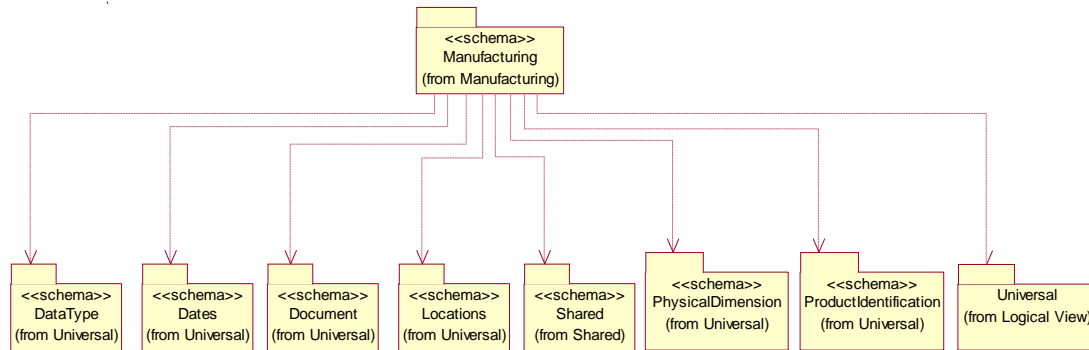 <<schema>>
Manufacturing
(from Manufacturing)
<<schema>>
DataType
(from Universal)
<<schema>>
Dates
(from Universal)
<<schema>>
Document
(from Universal)
<<schema>>
Locations
(from Universal)
<<schema>>
Shared
(from Shared)
<<schema>>
PhysicalDimension
(from Universal)
<<schema>>
ProductIdentification
(from Universal)
Universal
(from Logical View)